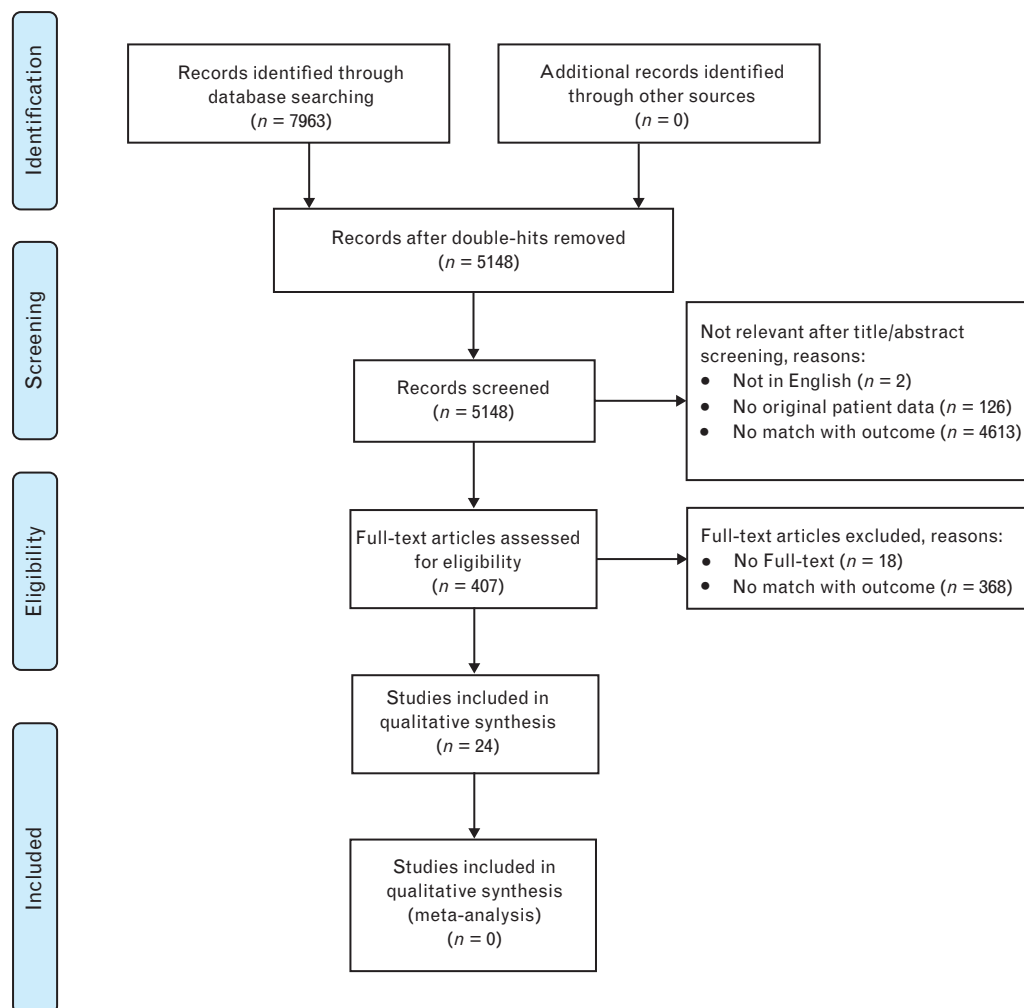 Identification
Records identified through
database searching
(n = 7963)
Additional records identified
through other sources
(n = 0)
Records after double-hits removed
(n = 5148)
Screening
Records screened
(n = 5148)
Not relevant after title/abstract
screening, reasons:
● Not in English (n = 2)
● No original patient data (n = 126)
● No match with outcome (n = 4613)
Eligibility
Full-text articles assessed
for eligibility
(n = 407)
Full-text articles excluded, reasons:
● No Full-text (n = 18)
● No match with outcome (n = 368)
Included
Studies included in
qualitative synthesis
(n = 24)
Studies included in
qualitative synthesis
(meta-analysis)
(n = 0)